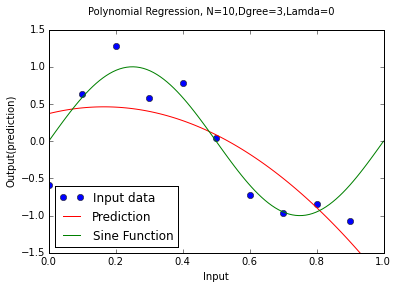 Polynomial Regression, N=10,Dgree=3,Lamda=0
1.5
1.0
0.5
0.0
−0.5
−1.0
−1.5
Output(prediction)
Input data
Prediction
Sine Function
0.0 0.2 0.4 0.6 0.8 1.0
Input